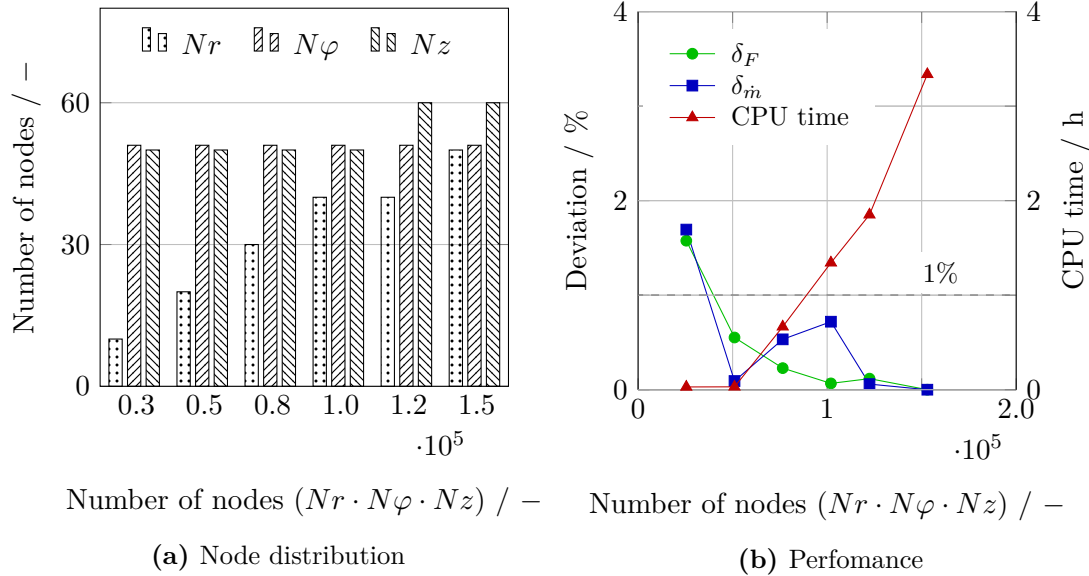 Nr Nφ Nz
Number of nodes / −
60
30
0
0.3 0.5 0.8 1.0 1.2 1.5
·10^5
Number of nodes (Nr · Nφ · Nz) / −
(a) Node distribution
δ_F
δ_ṁ
CPU time
Deviation / %
4
2
0
1%
CPU time / h
4
2
0
0 1 2.0
·10^5
Number of nodes (Nr · Nφ · Nz) / −
(b) Perfomance